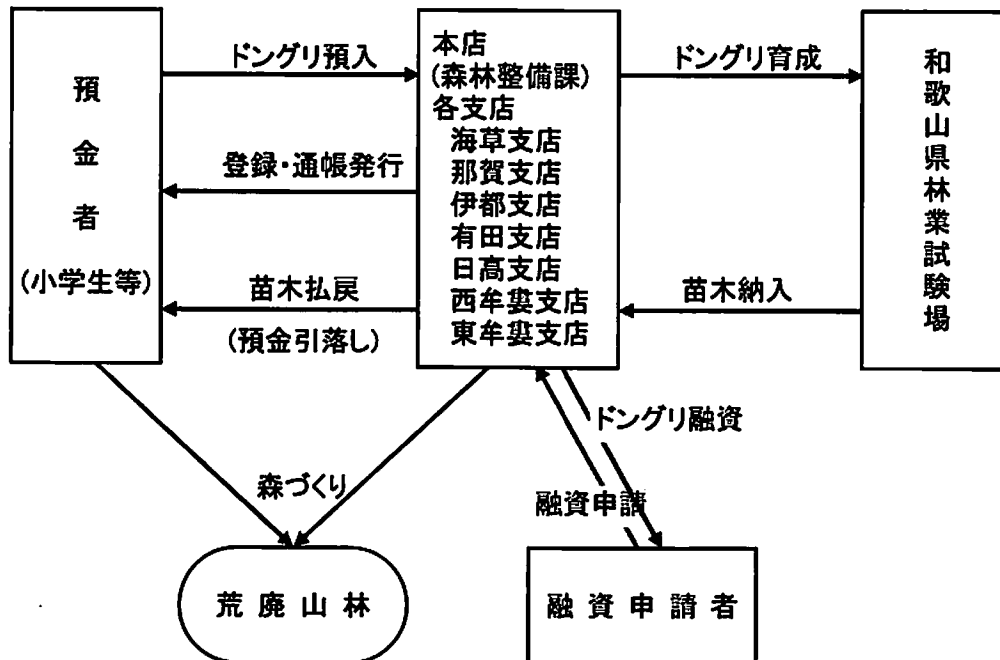 預金者
(小学生等)
ドングリ預入
登録・通帳発行
苗木払戻
(預金引落し)
本店
(森林整備課)
各支店
海草支店
那賀支店
伊都支店
有田支店
日高支店
西牟婁支店
東牟婁支店
ドングリ育成
苗木納入
和歌山県林業試験場
森づくり
ドングリ融資
融資申請
荒廃山林
融資申請者